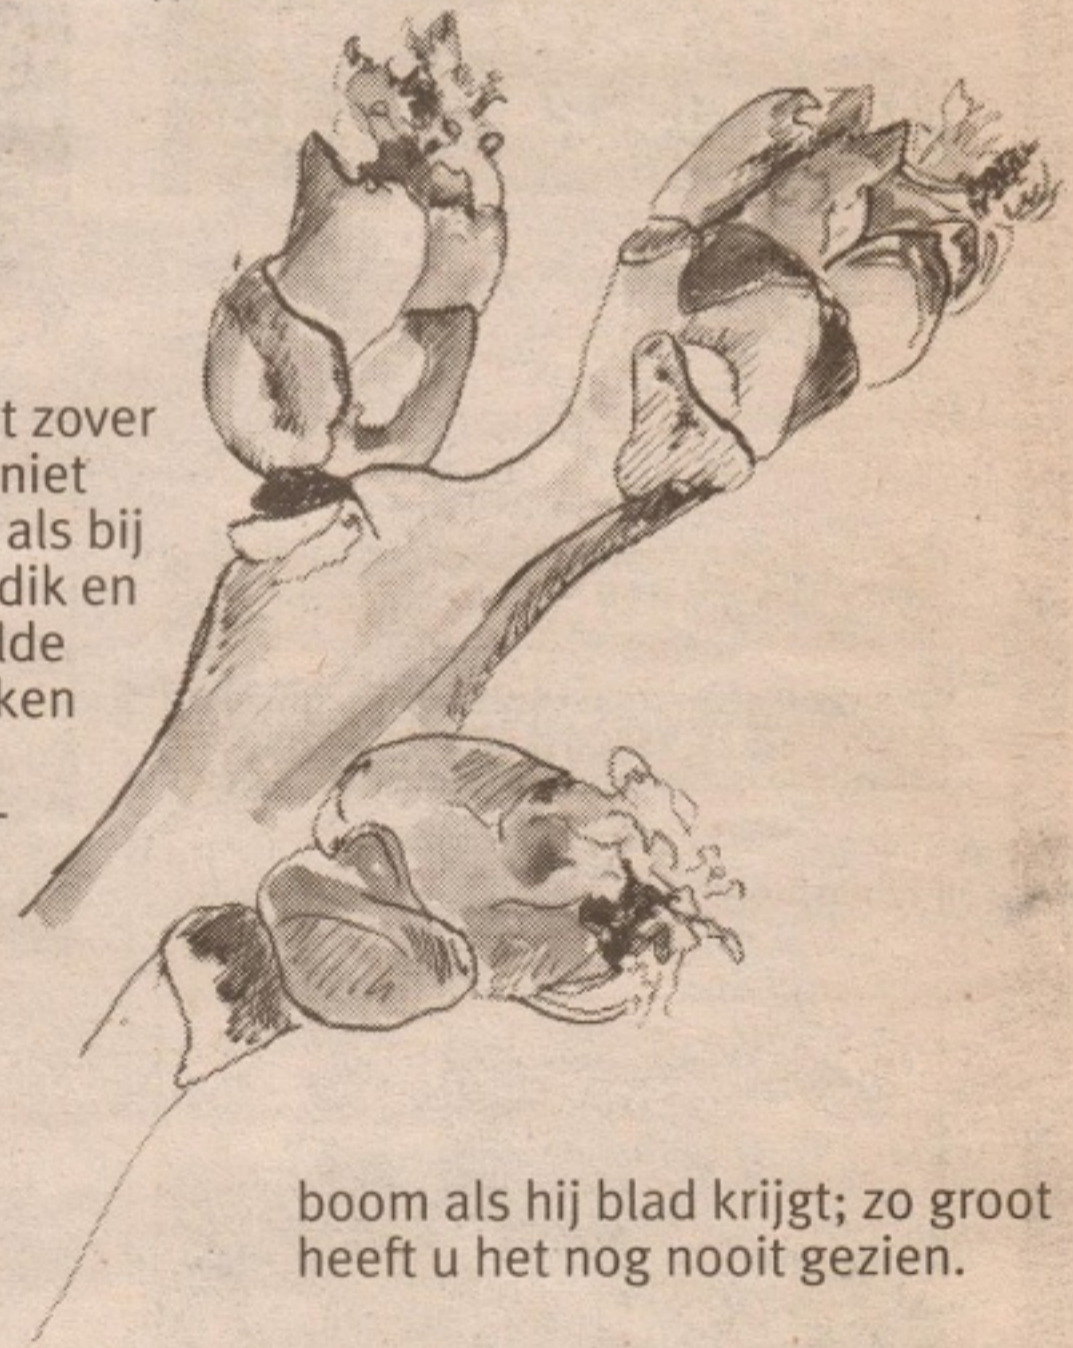 t zover
niet
als bij
dik en
lde
ken
-
boom als hij blad krijgt; zo groot
heeft u het nog nooit gezien.